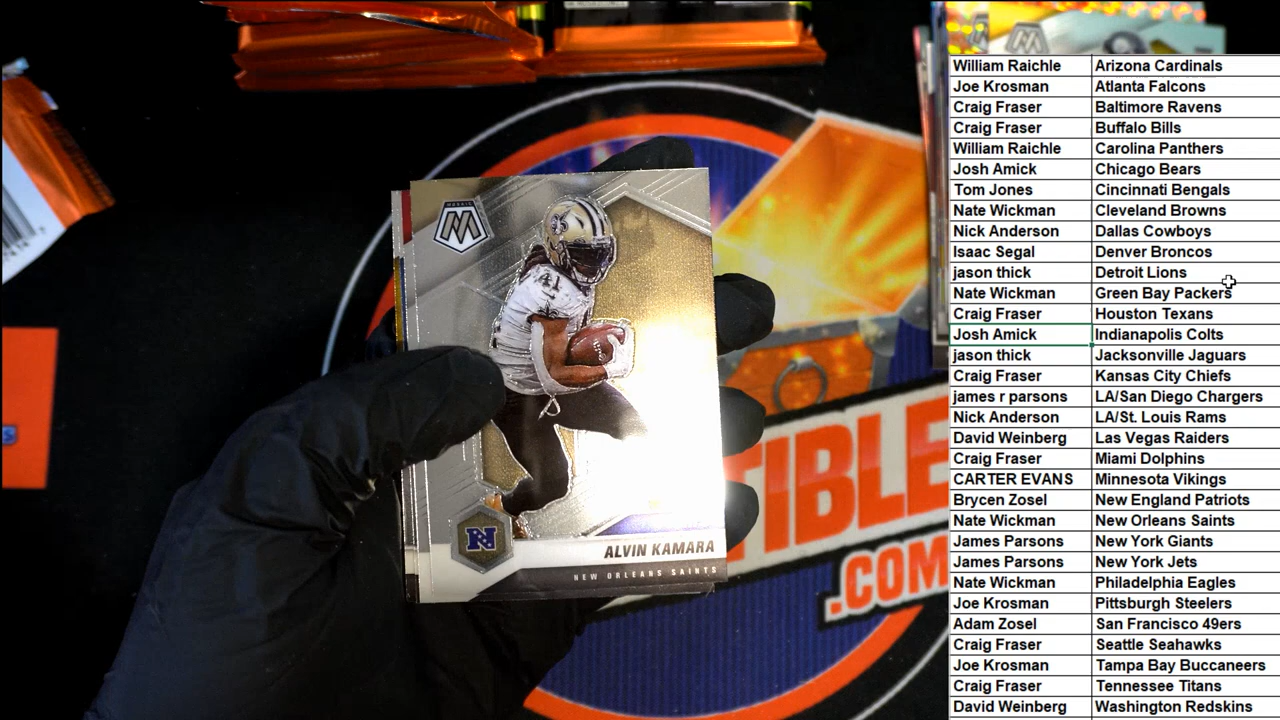 William Raichle Arizona Cardinals
Joe Krosman Atlanta Falcons
Craig Fraser Baltimore Ravens
Craig Fraser Buffalo Bills
William Raichle Carolina Panthers
Josh Amick Chicago Bears
Tom Jones Cincinnati Bengals
Nate Wickman Cleveland Browns
Nick Anderson Dallas Cowboys
Isaac Segal Denver Broncos
jason thick Detroit Lions
Nate Wickman Green Bay Packers
Craig Fraser Houston Texans
Josh Amick Indianapolis Colts
jason thick Jacksonville Jaguars
Craig Fraser Kansas City Chiefs
james r parsons LA/San Diego Chargers
Nick Anderson LA/St. Louis Rams
David Weinberg Las Vegas Raiders
Craig Fraser Miami Dolphins
CARTER EVANS Minnesota Vikings
Brycen Zosel New England Patriots
Nate Wickman New Orleans Saints
James Parsons New York Giants
James Parsons New York Jets
Nate Wickman Philadelphia Eagles
Joe Krosman Pittsburgh Steelers
Adam Zosel San Francisco 49ers
Craig Fraser Seattle Seahawks
Joe Krosman Tampa Bay Buccaneers
Craig Fraser Tennessee Titans
David Weinberg Washington Redskins
MOSAIC
M
41
N
ALVIN KAMARA
NEW ORLEANS SAINTS
TIBLE
.COM